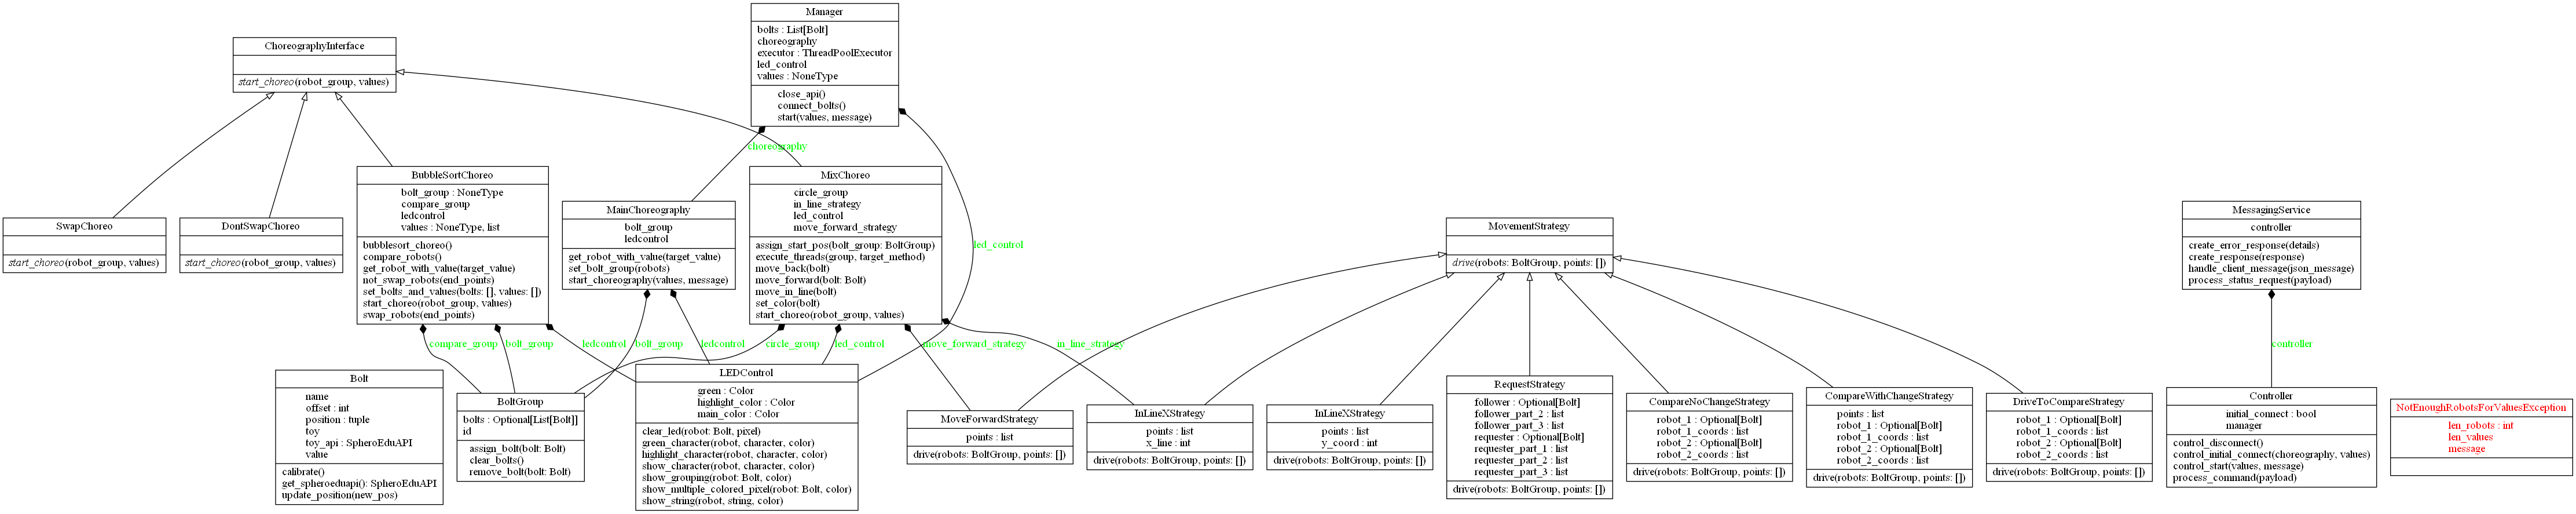 Manager
bolts : List[Bolt]
choreography
executor : ThreadPoolExecutor
led_control
values : NoneType
close_api()
connect_bolts()
start(values, message)
ChoreographyInterface
start_choreo(robot_group, values)
choreography
led_control
SwapChoreo
start_choreo(robot_group, values)
DontSwapChoreo
start_choreo(robot_group, values)
BubbleSortChoreo
bolt_group : NoneType
compare_group
ledcontrol
values : NoneType, list
bubblesort_choreo()
compare_robots()
get_robot_with_value(target_value)
not_swap_robots(end_points)
set_bolts_and_values(bolts: [], values: [])
start_choreo(robot_group, values)
swap_robots(end_points)
MainChoreography
bolt_group
ledcontrol
get_robot_with_value(target_value)
set_bolt_group(robots)
start_choreography(values, message)
MixChoreo
circle_group
in_line_strategy
led_control
move_forward_strategy
assign_start_pos(bolt_group: BoltGroup)
execute_threads(group, target_method)
move_back(bolt)
move_forward(bolt: Bolt)
move_in_line(bolt)
set_color(bolt)
start_choreo(robot_group, values)
MovementStrategy
drive(robots: BoltGroup, points: [])
MessagingService
controller
create_error_response(details)
create_response(response)
handle_client_message(json_message)
process_status_request(payload)
compare_group
bolt_group
ledcontrol
bolt_group
ledcontrol
circle_group
led_control
move_forward_strategy
in_line_strategy
controller
Bolt
name
offset : int
position : tuple
toy
toy_api : SpheroEduAPI
value
calibrate()
get_spheroeduapi(): SpheroEduAPI
update_position(new_pos)
BoltGroup
bolts : Optional[List[Bolt]]
id
assign_bolt(bolt: Bolt)
clear_bolts()
remove_bolt(bolt: Bolt)
LEDControl
green : Color
highlight_color : Color
main_color : Color
clear_led(robot: Bolt, pixel)
green_character(robot, character, color)
highlight_character(robot, character, color)
show_character(robot, character, color)
show_grouping(robot: Bolt, color)
show_multiple_colored_pixel(robot: Bolt, color)
show_string(robot, string, color)
MoveForwardStrategy
points : list
drive(robots: BoltGroup, points: [])
InLineXStrategy
points : list
x_line : int
drive(robots: BoltGroup, points: [])
InLineXStrategy
points : list
y_coord : int
drive(robots: BoltGroup, points: [])
RequestStrategy
follower : Optional[Bolt]
follower_part_2 : list
follower_part_3 : list
requester : Optional[Bolt]
requester_part_1 : list
requester_part_2 : list
requester_part_3 : list
drive(robots: BoltGroup, points: [])
CompareNoChangeStrategy
robot_1 : Optional[Bolt]
robot_1_coords : list
robot_2 : Optional[Bolt]
robot_2_coords : list
drive(robots: BoltGroup, points: [])
CompareWithChangeStrategy
points : list
robot_1 : Optional[Bolt]
robot_1_coords : list
robot_2 : Optional[Bolt]
robot_2_coords : list
drive(robots: BoltGroup, points: [])
DriveToCompareStrategy
robot_1 : Optional[Bolt]
robot_1_coords : list
robot_2 : Optional[Bolt]
robot_2_coords : list
drive(robots: BoltGroup, points: [])
Controller
initial_connect : bool
manager
control_disconnect()
control_initial_connect(choreography, values)
control_start(values, message)
process_command(payload)
NotEnoughRobotsForValuesException
len_robots : int
len_values
message